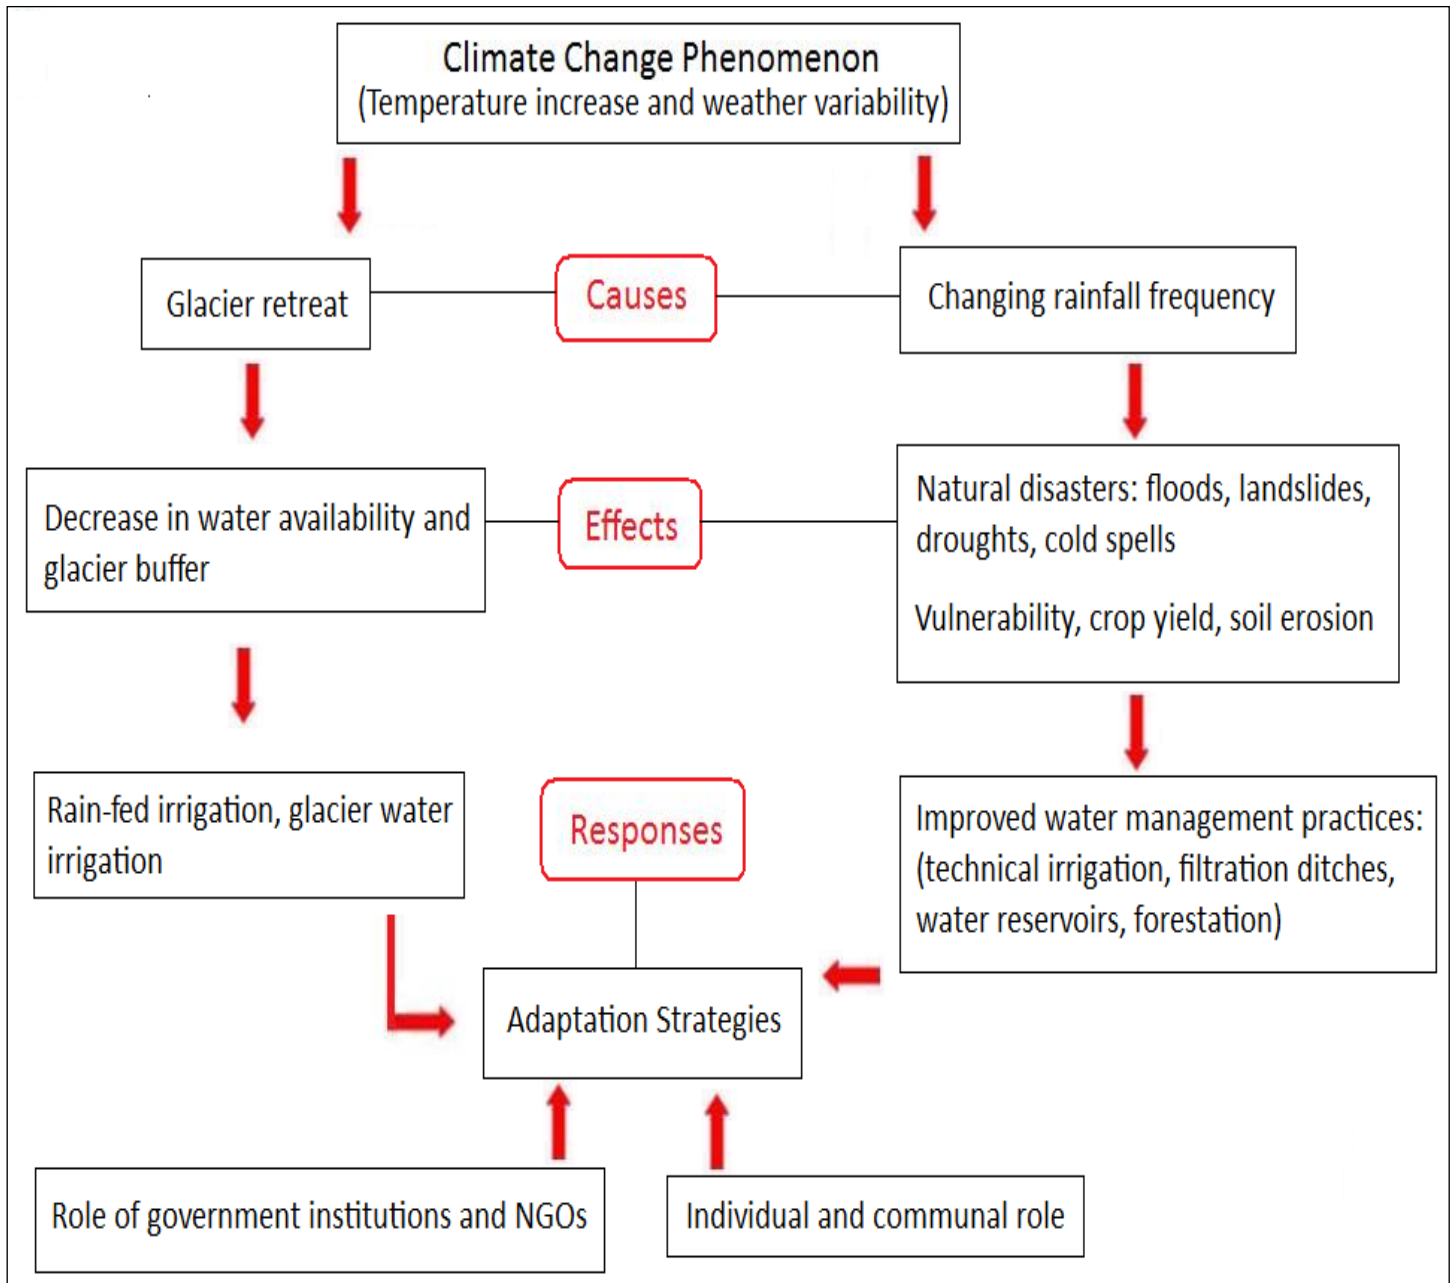 Climate Change Phenomenon
(Temperature increase and weather variability)
Glacier retreat
Causes
Changing rainfall frequency
Decrease in water availability and
glacier buffer
Effects
Natural disasters: floods, landslides,
droughts, cold spells
Vulnerability, crop yield, soil erosion
Rain-fed irrigation, glacier water
irrigation
Responses
Improved water management practices:
(technical irrigation, filtration ditches,
water reservoirs, forestation)
Adaptation Strategies
Role of government institutions and NGOs
Individual and communal role